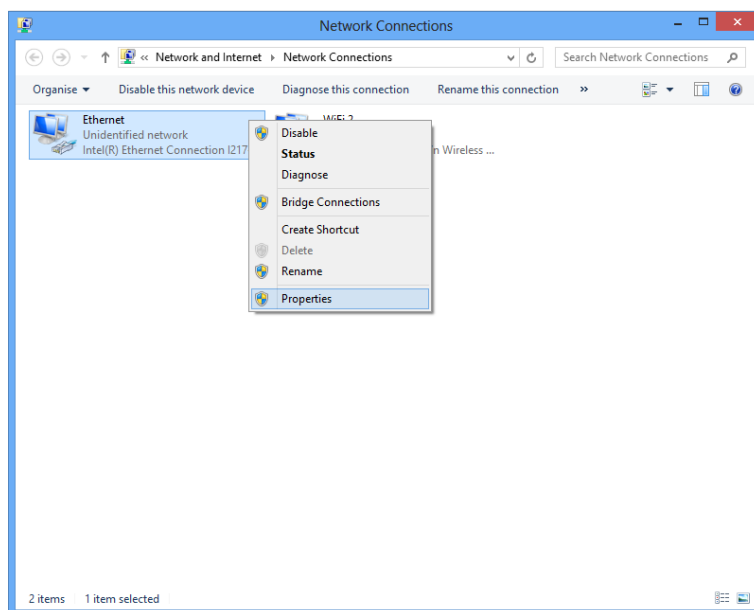 Network Connections
« Network and Internet Network Connections
Search Network Connections
Organise Disable this network device Diagnose this connection Rename this connection »
Ethernet
Unidentified network
Intel(R) Ethernet Connection I217
WiFi 2
n Wireless ...
Disable
Status
Diagnose
Bridge Connections
Create Shortcut
Delete
Rename
Properties
2 items 1 item selected